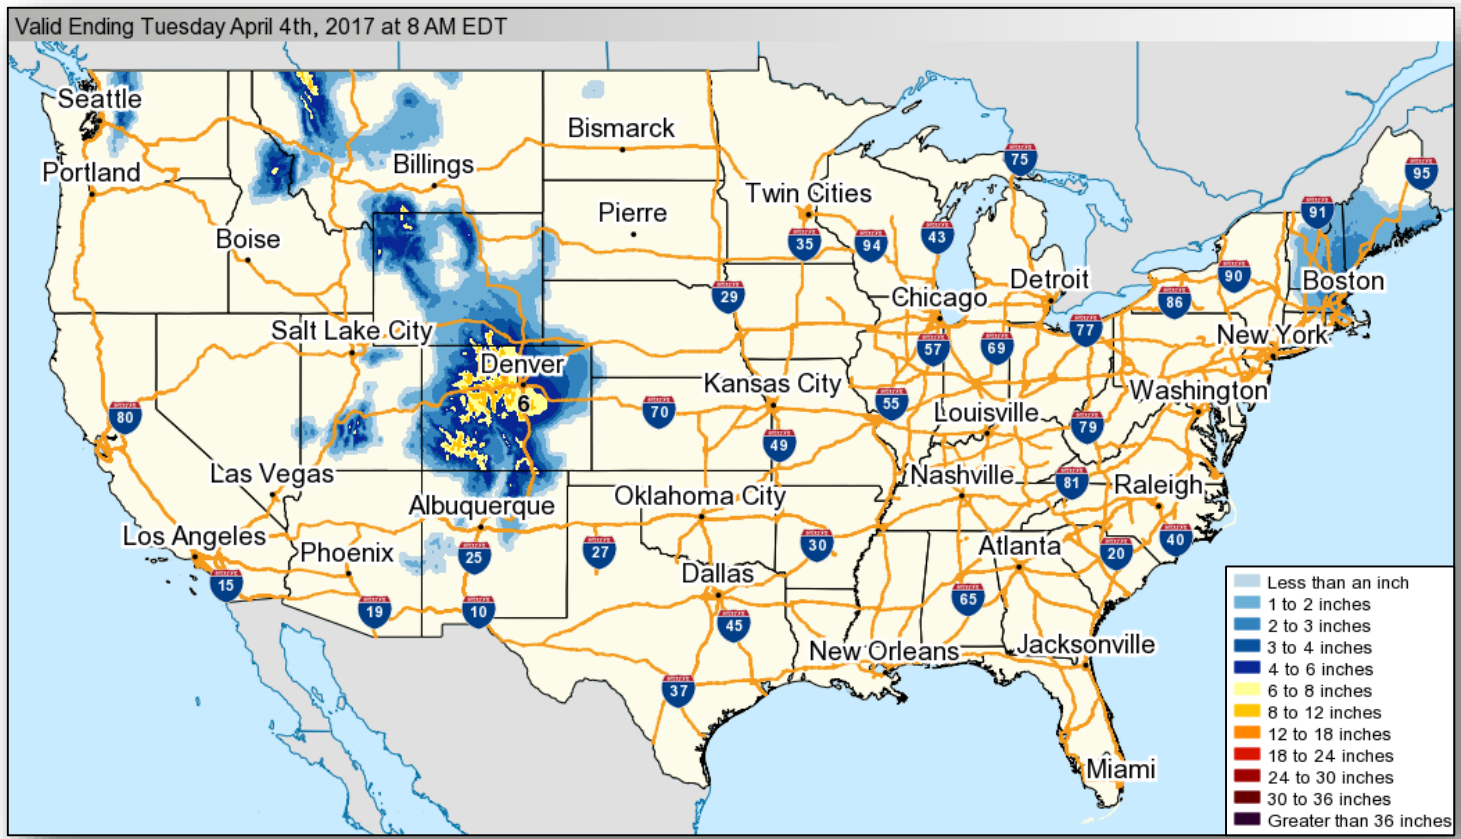 Valid Ending Tuesday April 4th, 2017 at 8 AM EDT
Seattle
Bismarck
75
Portland
Billings
95
Twin Cities
Pierre
91
Boise
35
94
43
90
29
Chicago
Detroit
86
Boston
Salt Lake City
77
New York
57
69
Denver
Kansas City
Washington
6
80
70
55
Louisville
79
49
Las Vegas
Nashville
81
Raleigh
Albuquerque
Oklahoma City
Los Angeles
Phoenix
25
27
30
Atlanta
20
40
15
Dallas
65
Less than an inch
19
10
1 to 2 inches
45
2 to 3 inches
New Orleans
Jacksonville
3 to 4 inches
4 to 6 inches
37
6 to 8 inches
8 to 12 inches
12 to 18 inches
18 to 24 inches
Miami
24 to 30 inches
30 to 36 inches
Greater than 36 inches